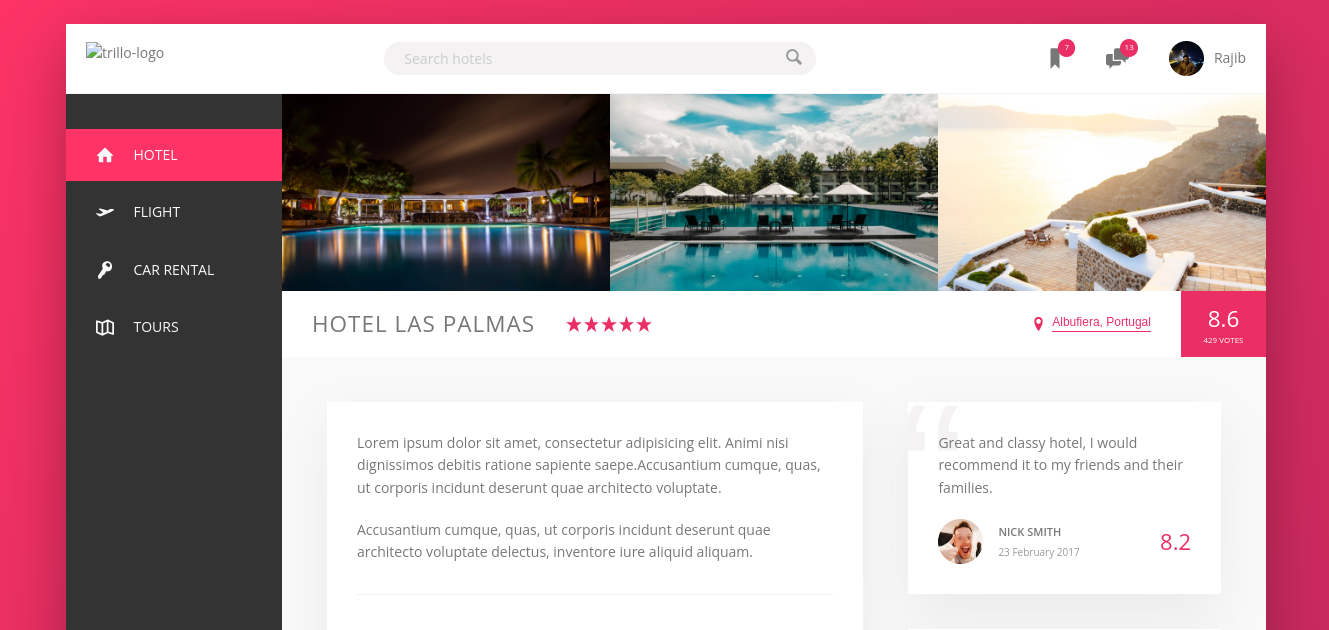 trillo-logo
Search hotels
7
13
Rajib
HOTEL
FLIGHT
CAR RENTAL
TOURS
HOTEL LAS PALMAS
Albufiera, Portugal
8.6
429 VOTES
Lorem ipsum dolor sit amet, consectetur adipisicing elit. Animi nisi
dignissimos debitis ratione sapiente saepe.Accusantium cumque, quas,
ut corporis incidunt deserunt quae architecto voluptate.
Accusantium cumque, quas, ut corporis incidunt deserunt quae
architecto voluptate delectus, inventore iure aliquid aliquam.
“
Great and classy hotel, I would
recommend it to my friends and their
families.
NICK SMITH
23 February 2017
8.2